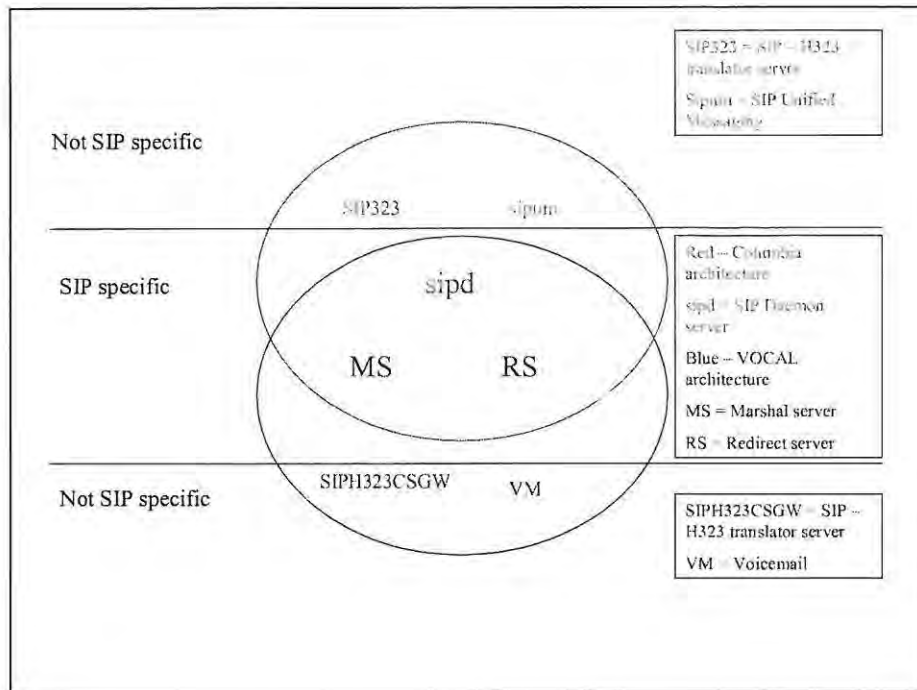 SIP323 = SIP – H323
translator server
Sipum = SIP Unified
Messaging
Not SIP specific
SIP323 sipum
SIP specific
sipd
MS RS
Red – Columbia
architecture
sipd = SIP Daemon
server
Blue – VOCAL
architecture
MS = Marshal server
RS = Redirect server
Not SIP specific
SIPH323CSGW VM
SIPH323CSGW = SIP –
H323 translator server
VM = Voicemail